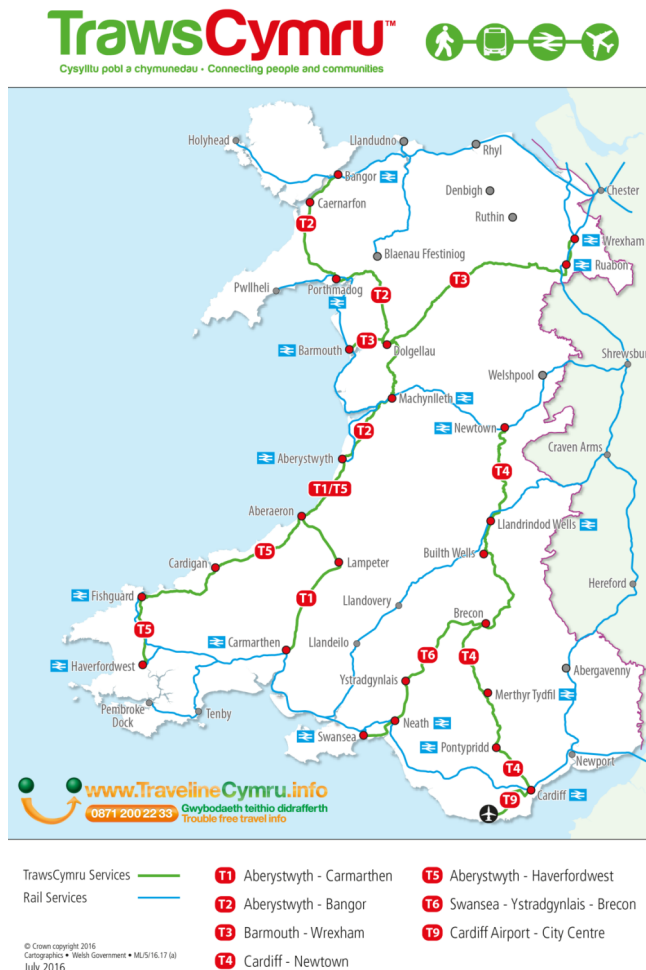 TrawsCymru™
Cysylltu pobl a chymunedau • Connecting people and communities
Holyhead
Llandudno
Rhyl
Bangor
Chester
Denbigh
Caernarfon
Ruthin
T2
Wrexham
Blaenau Ffestiniog
Ruabon
T3
Pwllheli
Porthmadog
T2
T3
Barmouth
Dolgellau
Shrewsbu
Welshpool
Machynlleth
Newtown
T2
Craven Arms
Aberystwyth
T4
T1/T5
Aberaeron
Llandrindod Wells
T5
Builth Wells
Cardigan
Lampeter
Hereford
Fishguard
T1
Llandovery
Brecon
T5
Carmarthen
Llandeilo
T6
T4
Haverfordwest
Abergavenny
Ystradgynlais
Merthyr Tydfil
Pembroke
Dock
Tenby
Neath
Swansea
Pontypridd
Newport
T4
T9
Cardiff
www.TravelineCymru.info
0871 200 22 33
Gwybodaeth teithio didrafferth
Trouble free travel info
TrawsCymru Services
Rail Services
T1 Aberystwyth - Carmarthen
T2 Aberystwyth - Bangor
T3 Barmouth - Wrexham
T4 Cardiff - Newtown
T5 Aberystwyth - Haverfordwest
T6 Swansea - Ystradgynlais - Brecon
T9 Cardiff Airport - City Centre
© Crown copyright 2016
Cartographics • Welsh Government • ML/5/16.17 (a)
July 2016